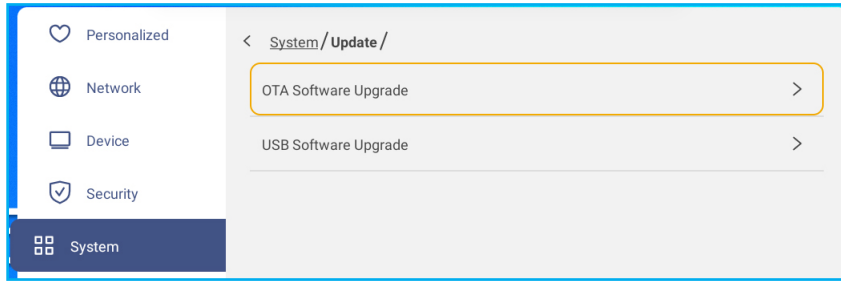 Personalized
Network
Device
Security
System
System/Update/
OTA Software Upgrade
USB Software Upgrade